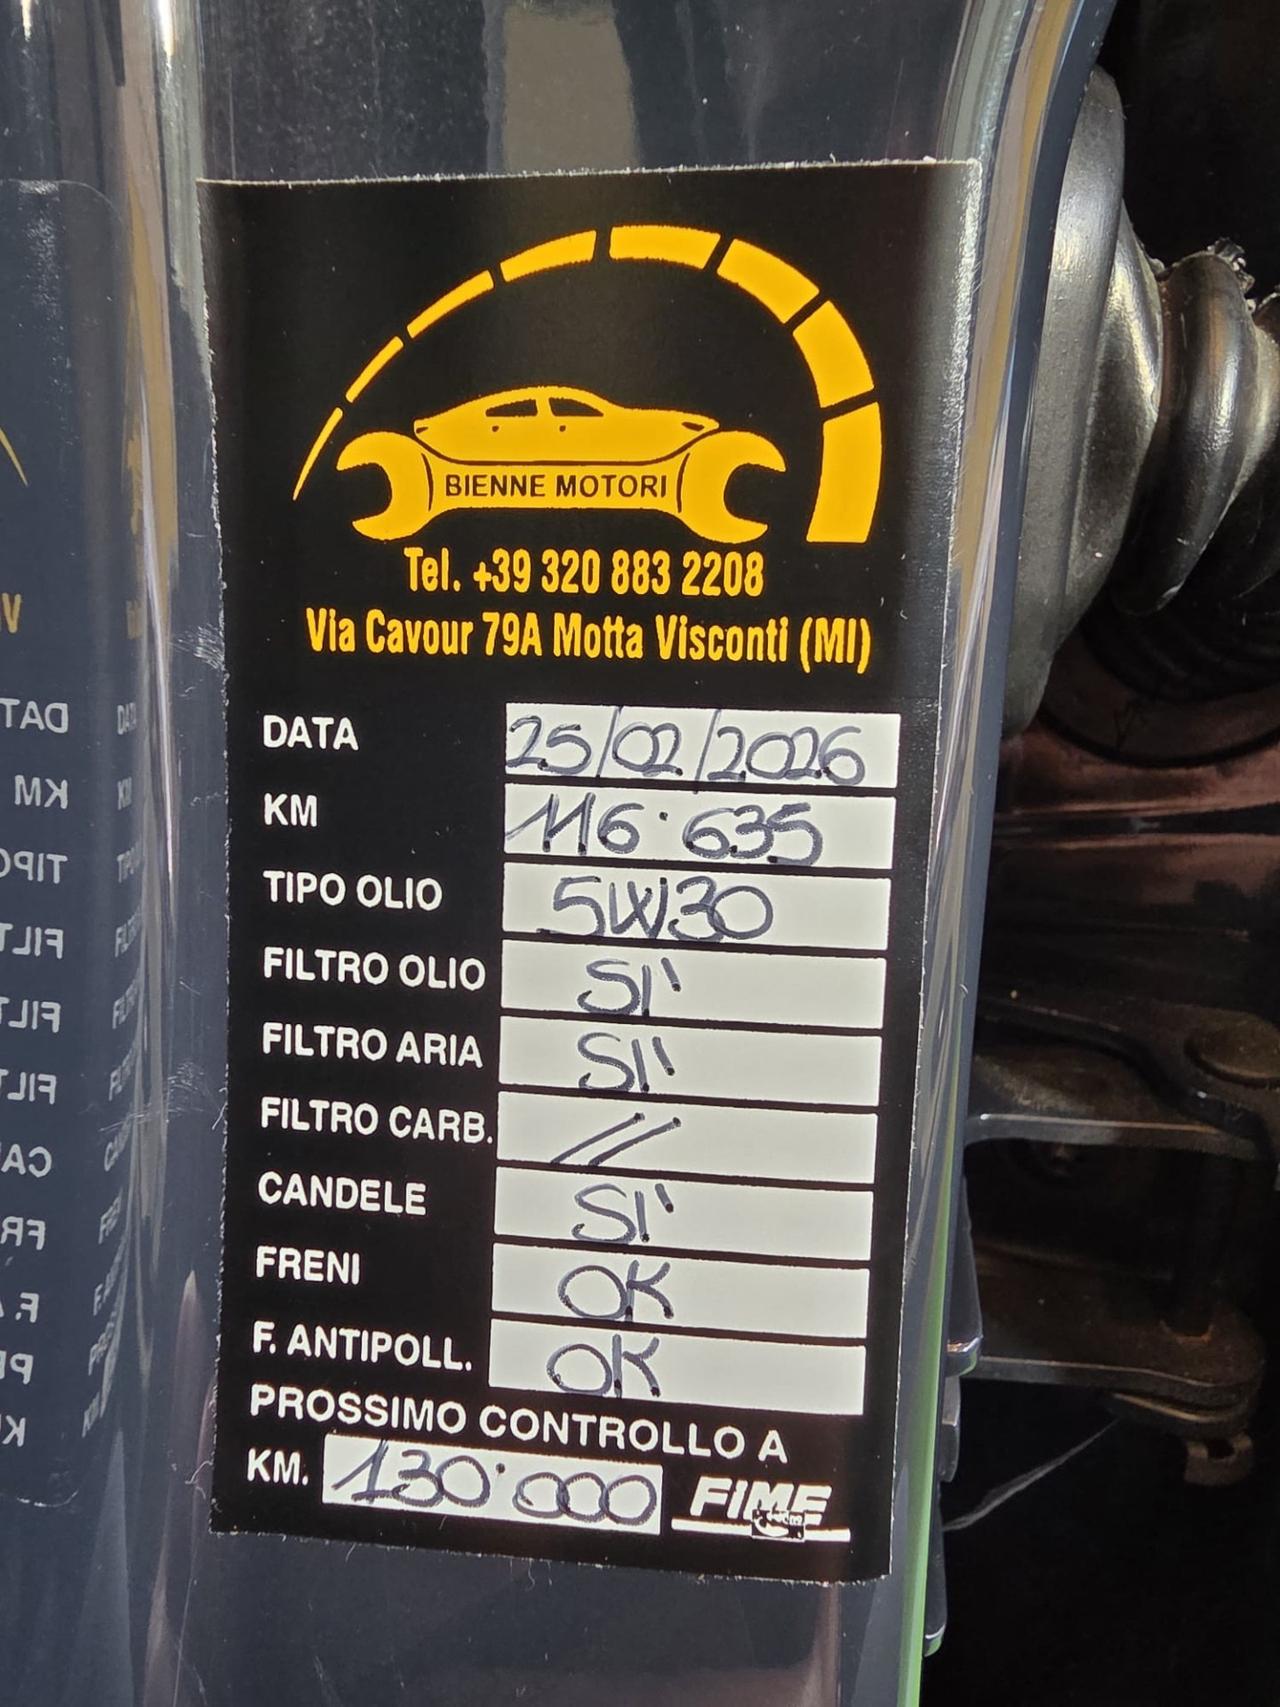 BIENNE MOTORI
Tel. +39 320 883 2208
Via Cavour 79A Motta Visconti (MI)
DATA 25/02/2026
KM 116.635
TIPO OLIO 5W30
FILTRO OLIO SI'
FILTRO ARIA SI'
FILTRO CARB. //
CANDELE SI'
FRENI OK
F. ANTIPOLL. OK
PROSSIMO CONTROLLO A
KM. 130.000 FIME